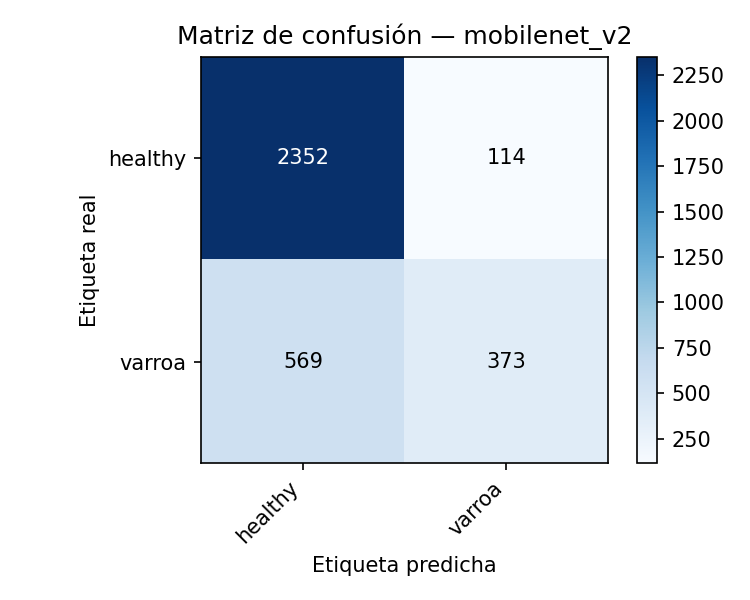 Matriz de confusión — mobilenet_v2
Etiqueta real
healthy
2352
114
varroa
569
373
healthy
varroa
Etiqueta predicha
2250
2000
1750
1500
1250
1000
750
500
250